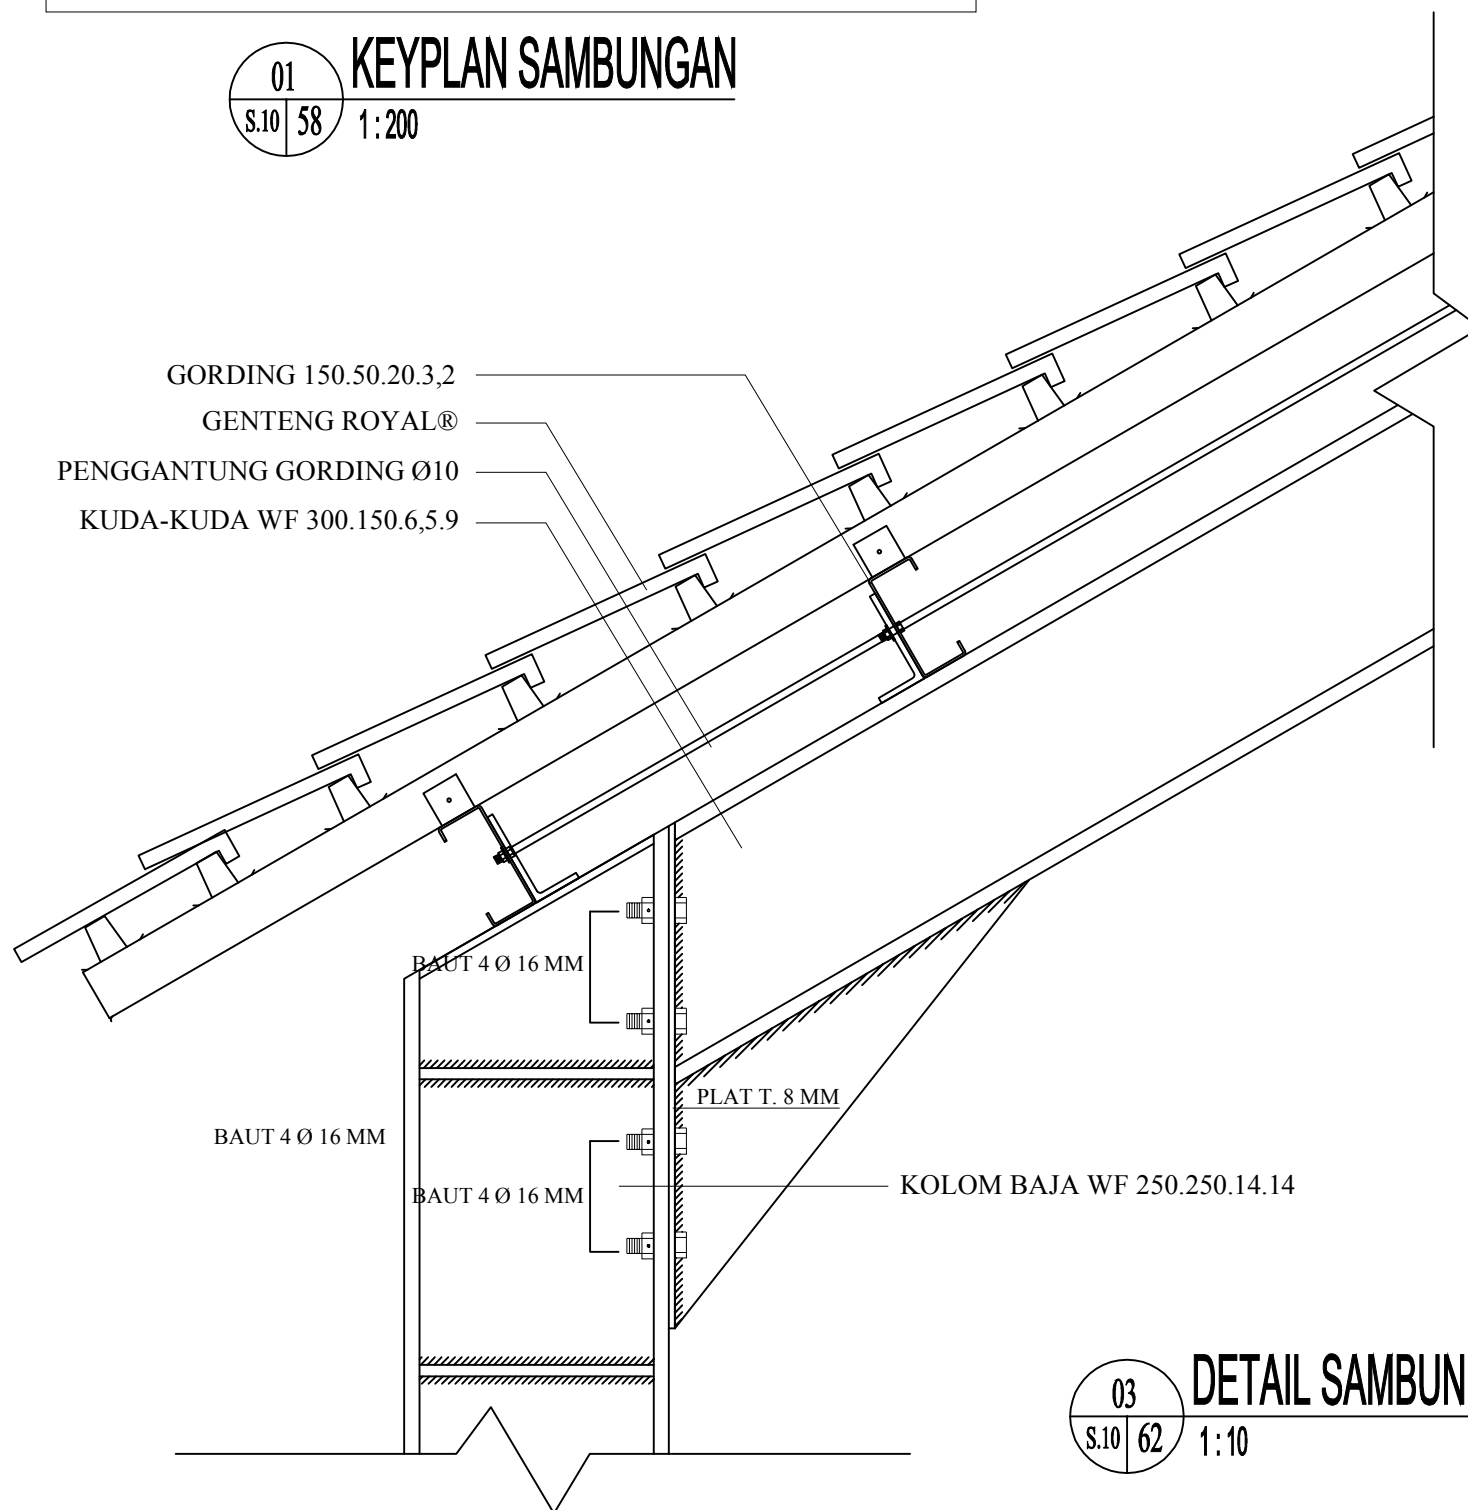 01
KEYPLAN SAMBUNGAN
S.10 58
1 : 200
GORDING 150.50.20.3,2
GENTENG ROYAL®
PENGGANTUNG GORDING Ø10
KUDA-KUDA WF 300.150.6,5.9
BAUT 4 Ø 16 MM
PLAT T. 8 MM
BAUT 4 Ø 16 MM
BAUT 4 Ø 16 MM
KOLOM BAJA WF 250.250.14.14
03
DETAIL SAMBUN
S.10 62
1 : 10